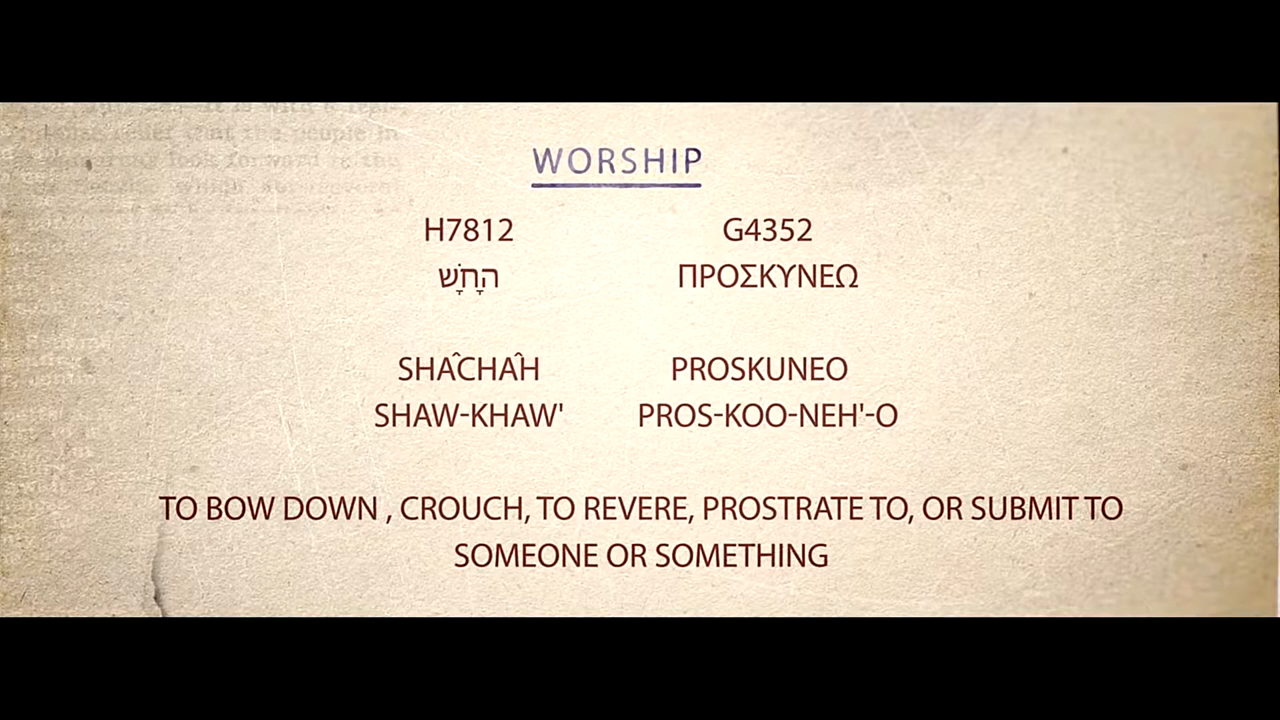 WORSHIP
H7812 G4352
הָחָשׁ ΠΡΟΣΚΥΝΕΩ
SHÂCHÂH PROSKUNEO
SHAW-KHAW' PROS-KOO-NEH'-O
TO BOW DOWN , CROUCH, TO REVERE, PROSTRATE TO, OR SUBMIT TO
SOMEONE OR SOMETHING